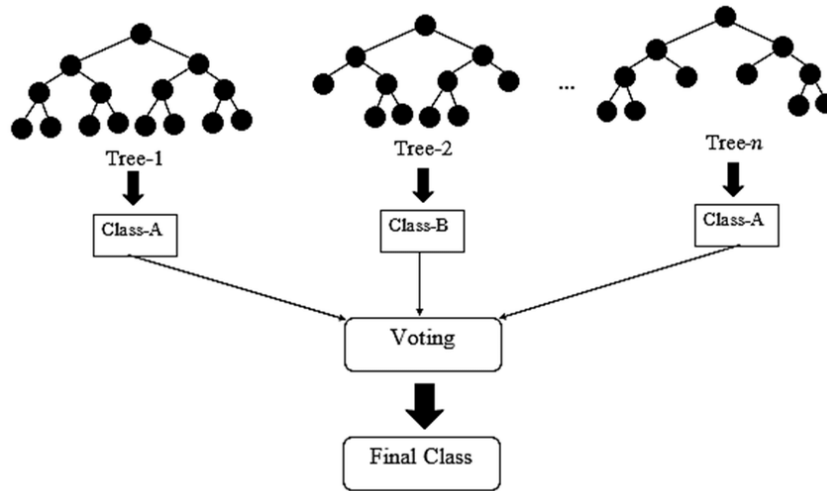 ...
Tree-1
Tree-2
Tree-n
Class-A
Class-B
Class-A
Voting
Final Class